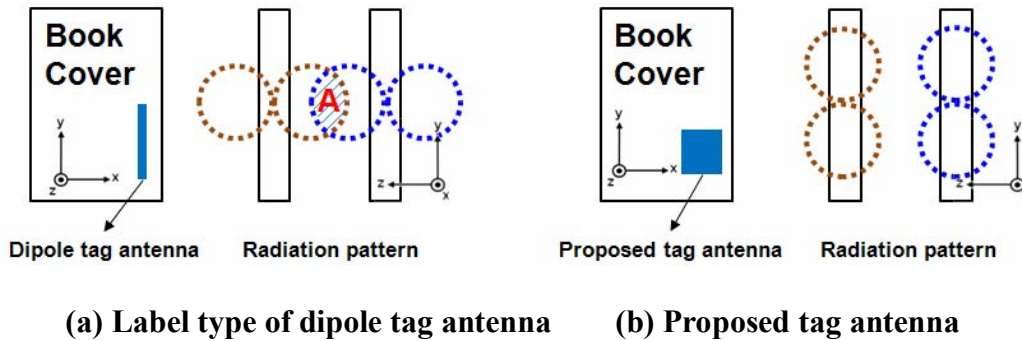 Book
Cover
y
x
z
Dipole tag antenna
A
y
z
x
Radiation pattern
Book
Cover
y
x
z
Proposed tag antenna
y
z
x
Radiation pattern
(a) Label type of dipole tag antenna
(b) Proposed tag antenna